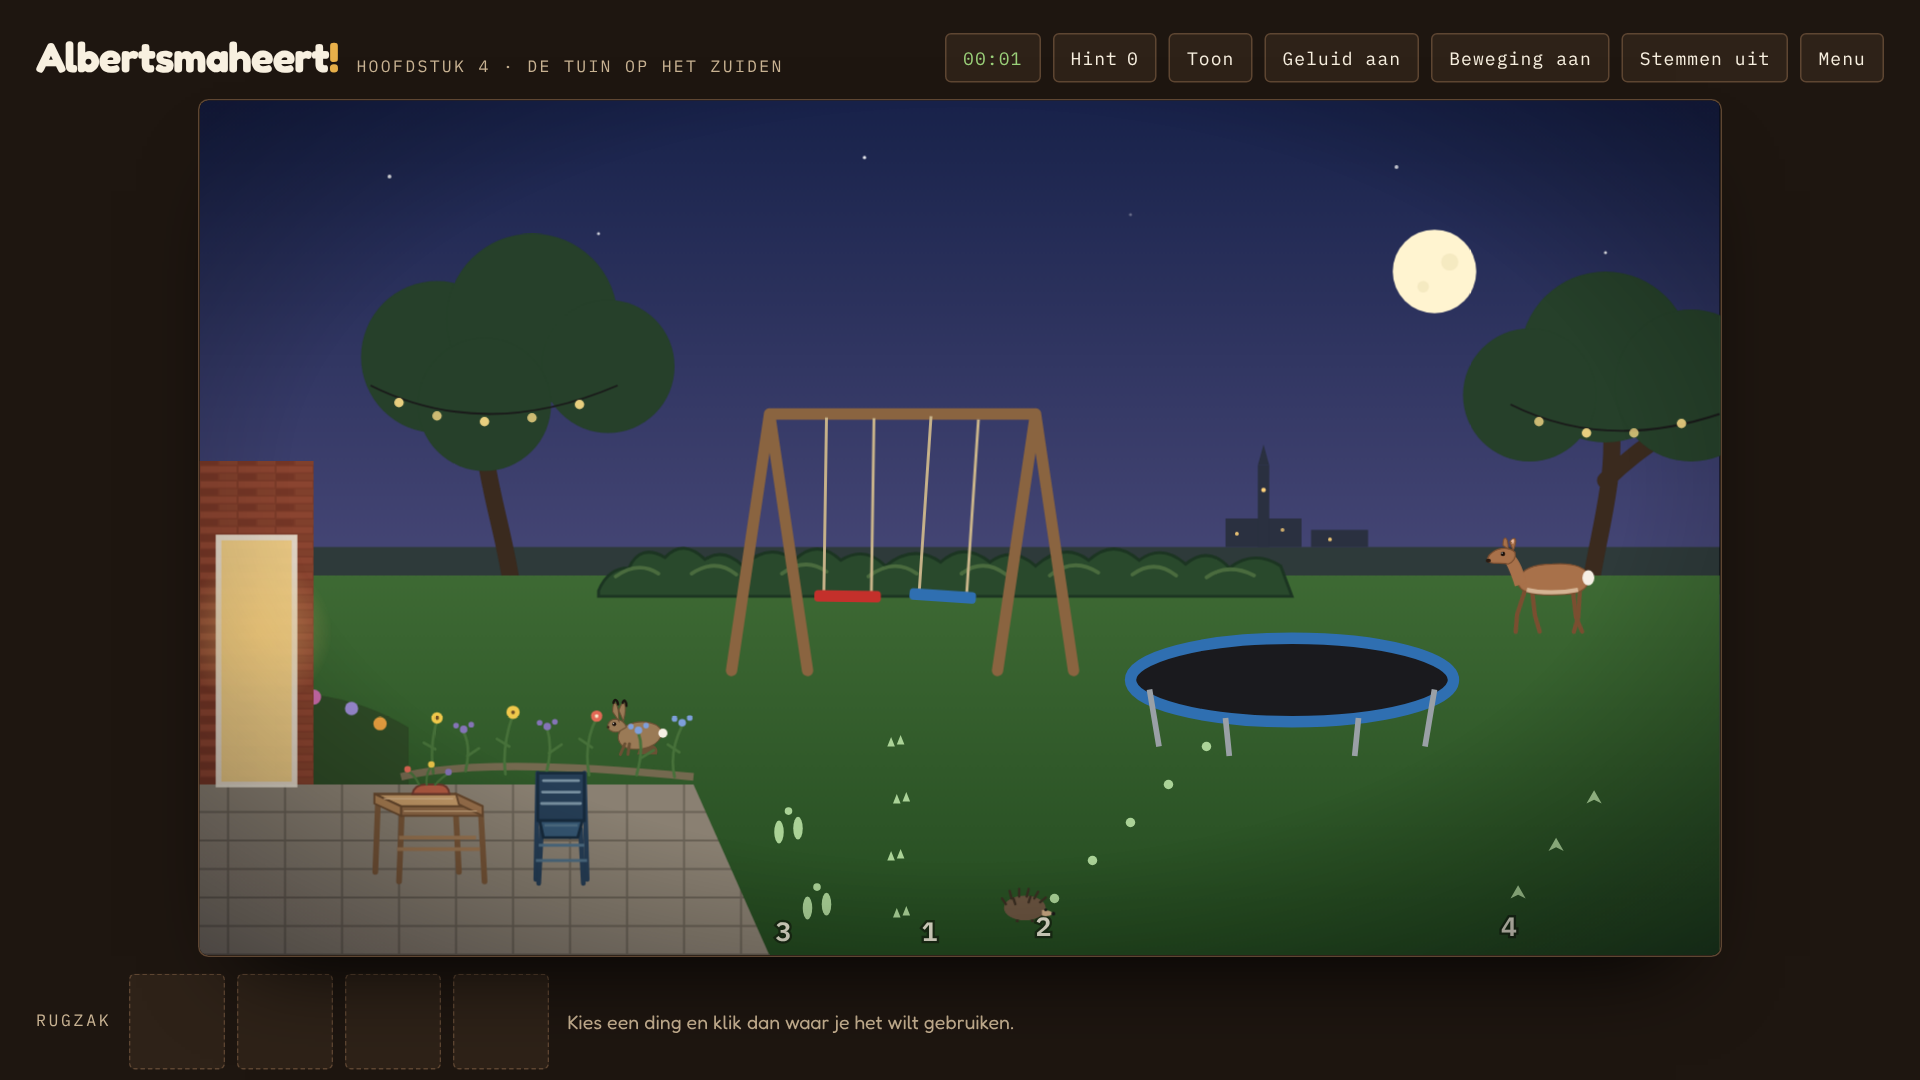 Albertsmaheert!
HOOFDSTUK 4 · DE TUIN OP HET ZUIDEN
00:01
Hint 0
Toon
Geluid aan
Beweging aan
Stemmen uit
Menu
3
1
2
4
RUGZAK
Kies een ding en klik dan waar je het wilt gebruiken.